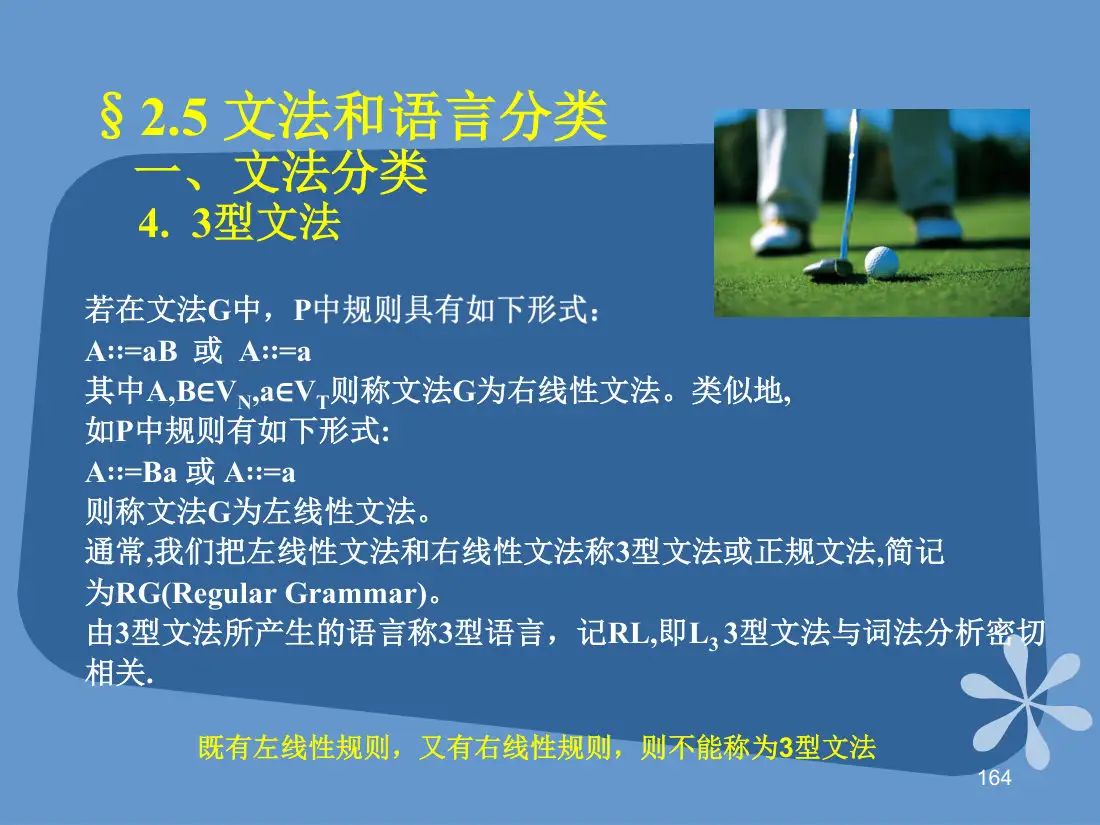 §2.5 文法和语言分类
一、文法分类
4. 3型文法
若在文法G中，P中规则具有如下形式：
A∷=aB 或 A∷=a
其中A,B∈VN,a∈VT则称文法G为右线性文法。类似地,
如P中规则有如下形式:
A∷=Ba 或 A∷=a
则称文法G为左线性文法。
通常,我们把左线性文法和右线性文法称3型文法或正规文法,简记
为RG(Regular Grammar)。
由3型文法所产生的语言称3型语言，记RL,即L3 3型文法与词法分析密切
相关.
既有左线性规则，又有右线性规则，则不能称为3型文法
164